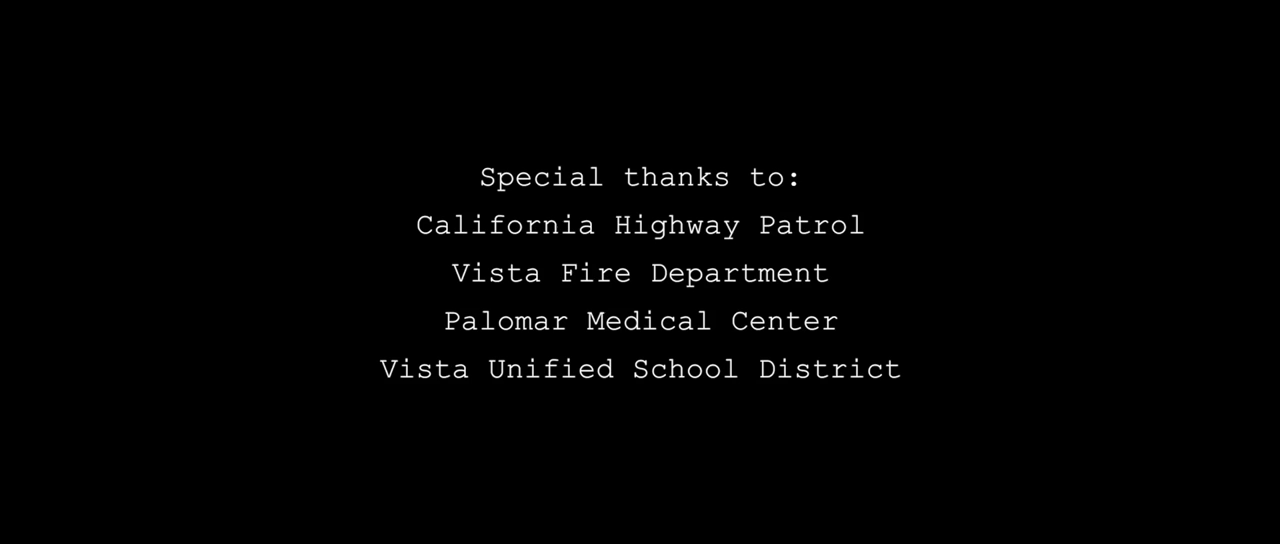 Special thanks to:
California Highway Patrol
Vista Fire Department
Palomar Medical Center
Vista Unified School District